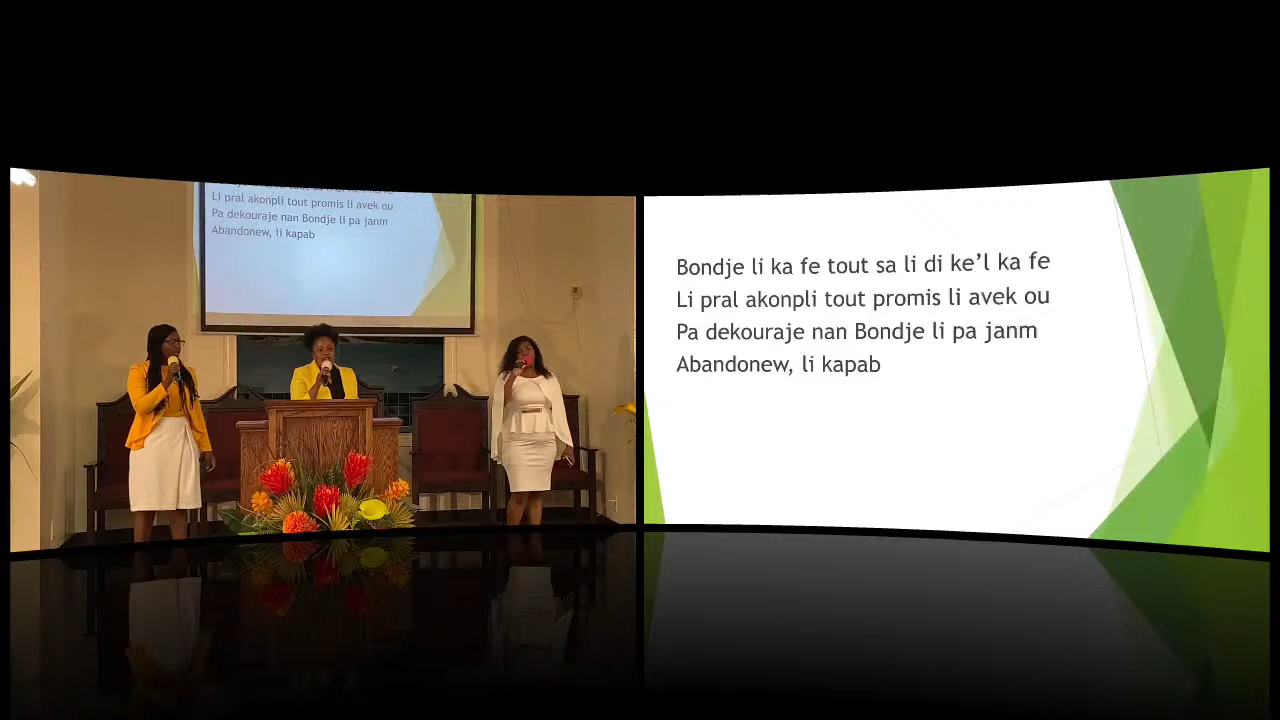 Li pral akonpli tout promis li avek ou
Pa dekouraje nan Bondje li pa janm
Abandonew, li kapab
Bondje li ka fe tout sa li di ke’l ka fe
Li pral akonpli tout promis li avek ou
Pa dekouraje nan Bondje li pa janm
Abandonew, li kapab